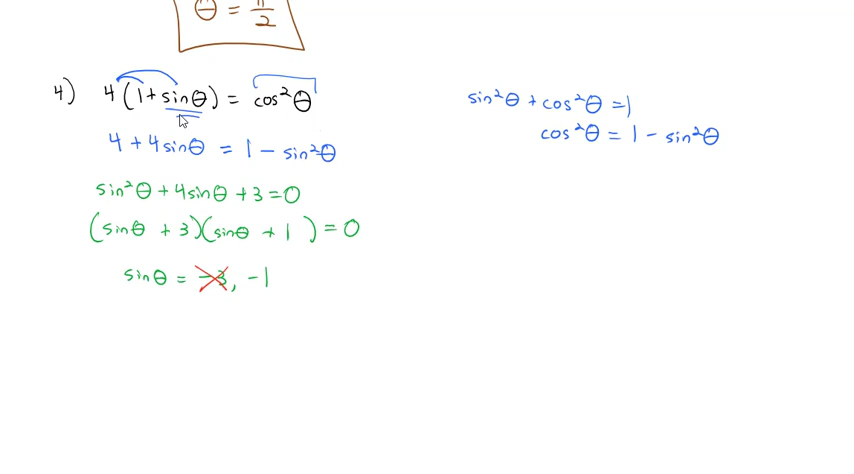 θ = π/2
4) 4(1 + sinθ) = cos²θ
sin²θ + cos²θ = 1
cos²θ = 1 − sin²θ
4 + 4sinθ = 1 − sin²θ
sin²θ + 4sinθ + 3 = 0
(sinθ + 3)(sinθ + 1) = 0
sinθ = −3, −1